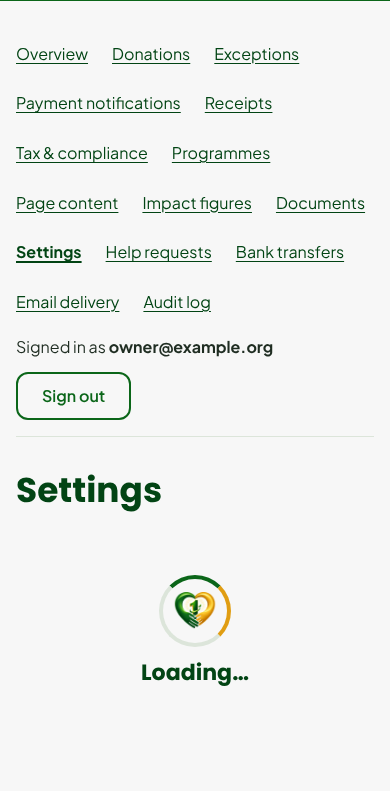 Overview Donations Exceptions
Payment notifications Receipts
Tax & compliance Programmes
Page content Impact figures Documents
Settings Help requests Bank transfers
Email delivery Audit log
Signed in as owner@example.org
Sign out
Settings
Loading...